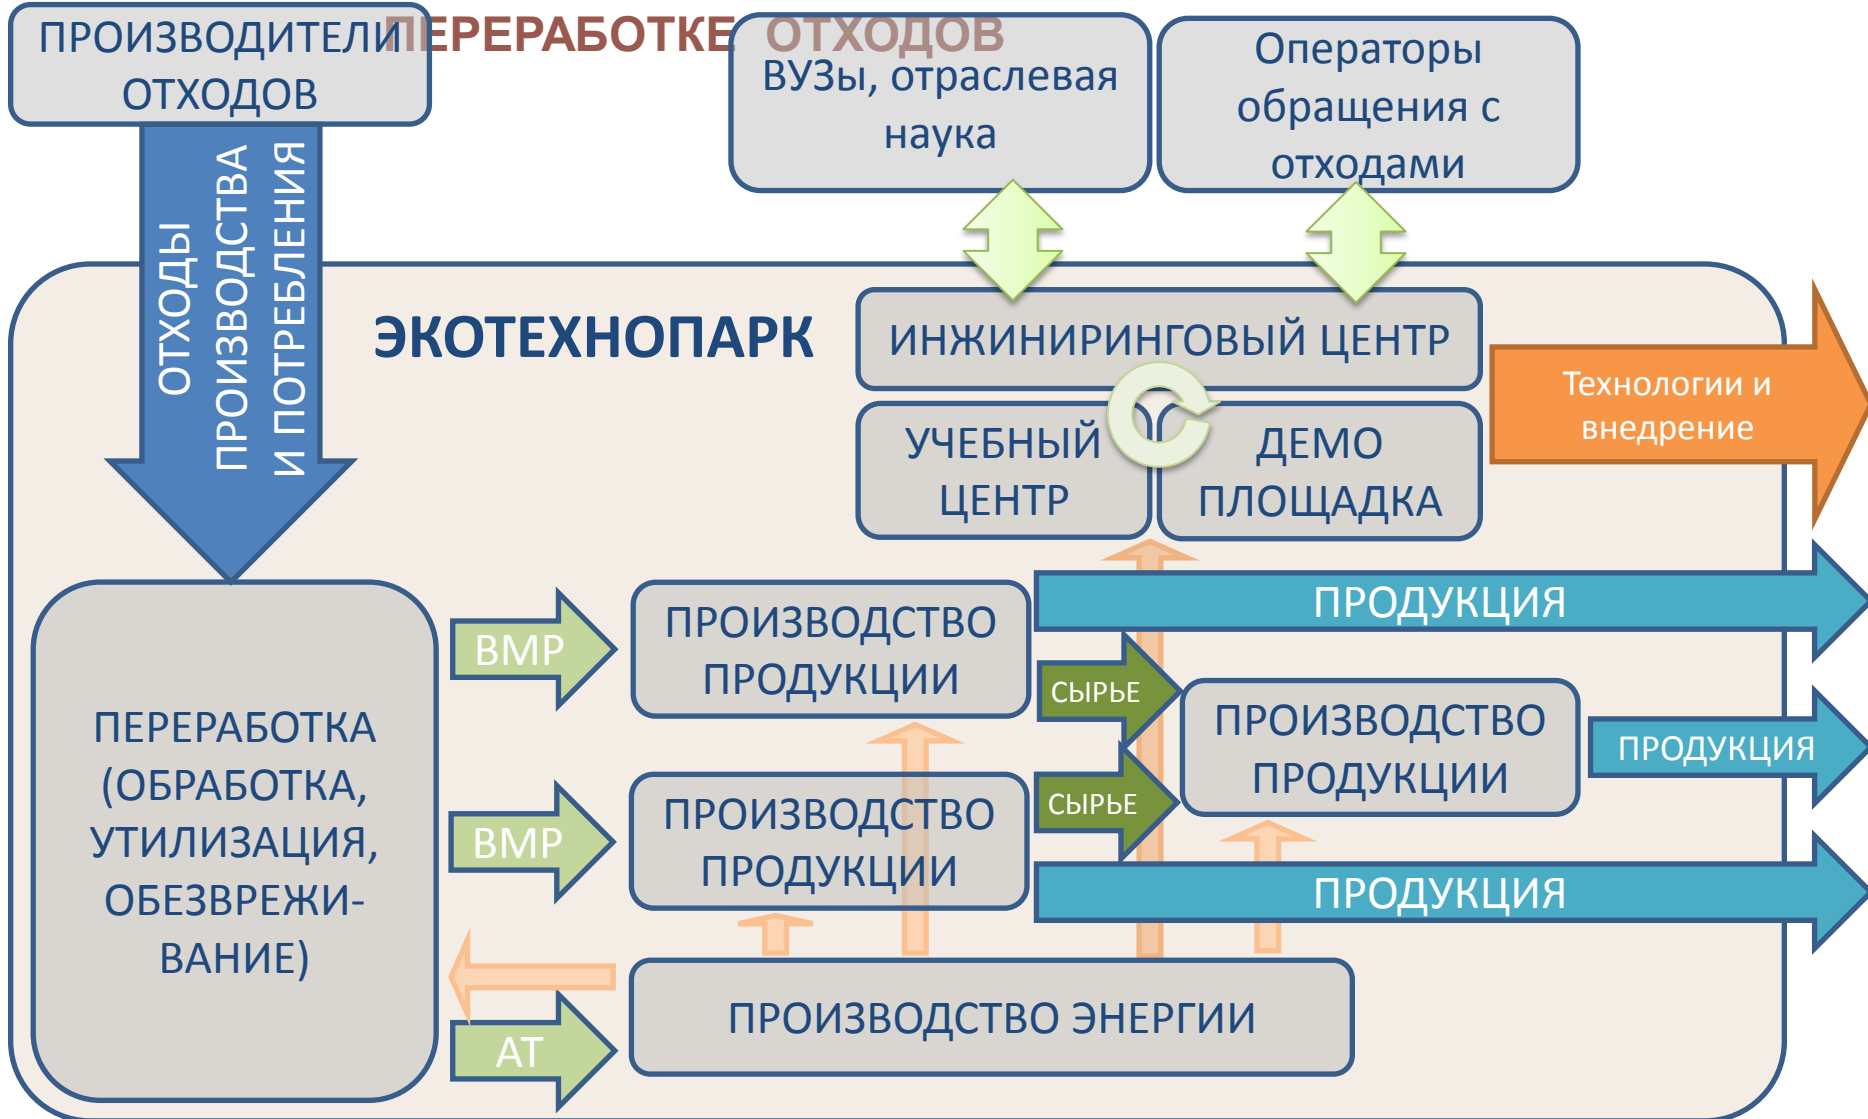 ПЕРЕРАБОТКЕ ОТХОДОВ
ПРОИЗВОДИТЕЛИ
ОТХОДОВ
ВУЗы, отраслевая
наука
Операторы
обращения с
отходами
ОТХОДЫ
ПРОИЗВОДСТВА
И ПОТРЕБЛЕНИЯ
ЭКОТЕХНОПАРК
ИНЖИНИРИНГОВЫЙ ЦЕНТР
УЧЕБНЫЙ
ЦЕНТР
ДЕМО
ПЛОЩАДКА
Технологии и
внедрение
ПЕРЕРАБОТКА
(ОБРАБОТКА,
УТИЛИЗАЦИЯ,
ОБЕЗВРЕЖИ-
ВАНИЕ)
ВМР
ПРОИЗВОДСТВО
ПРОДУКЦИИ
ПРОДУКЦИЯ
СЫРЬЕ
ПРОИЗВОДСТВО
ПРОДУКЦИИ
ПРОДУКЦИЯ
ВМР
ПРОИЗВОДСТВО
ПРОДУКЦИИ
СЫРЬЕ
ПРОДУКЦИЯ
АТ
ПРОИЗВОДСТВО ЭНЕРГИИ